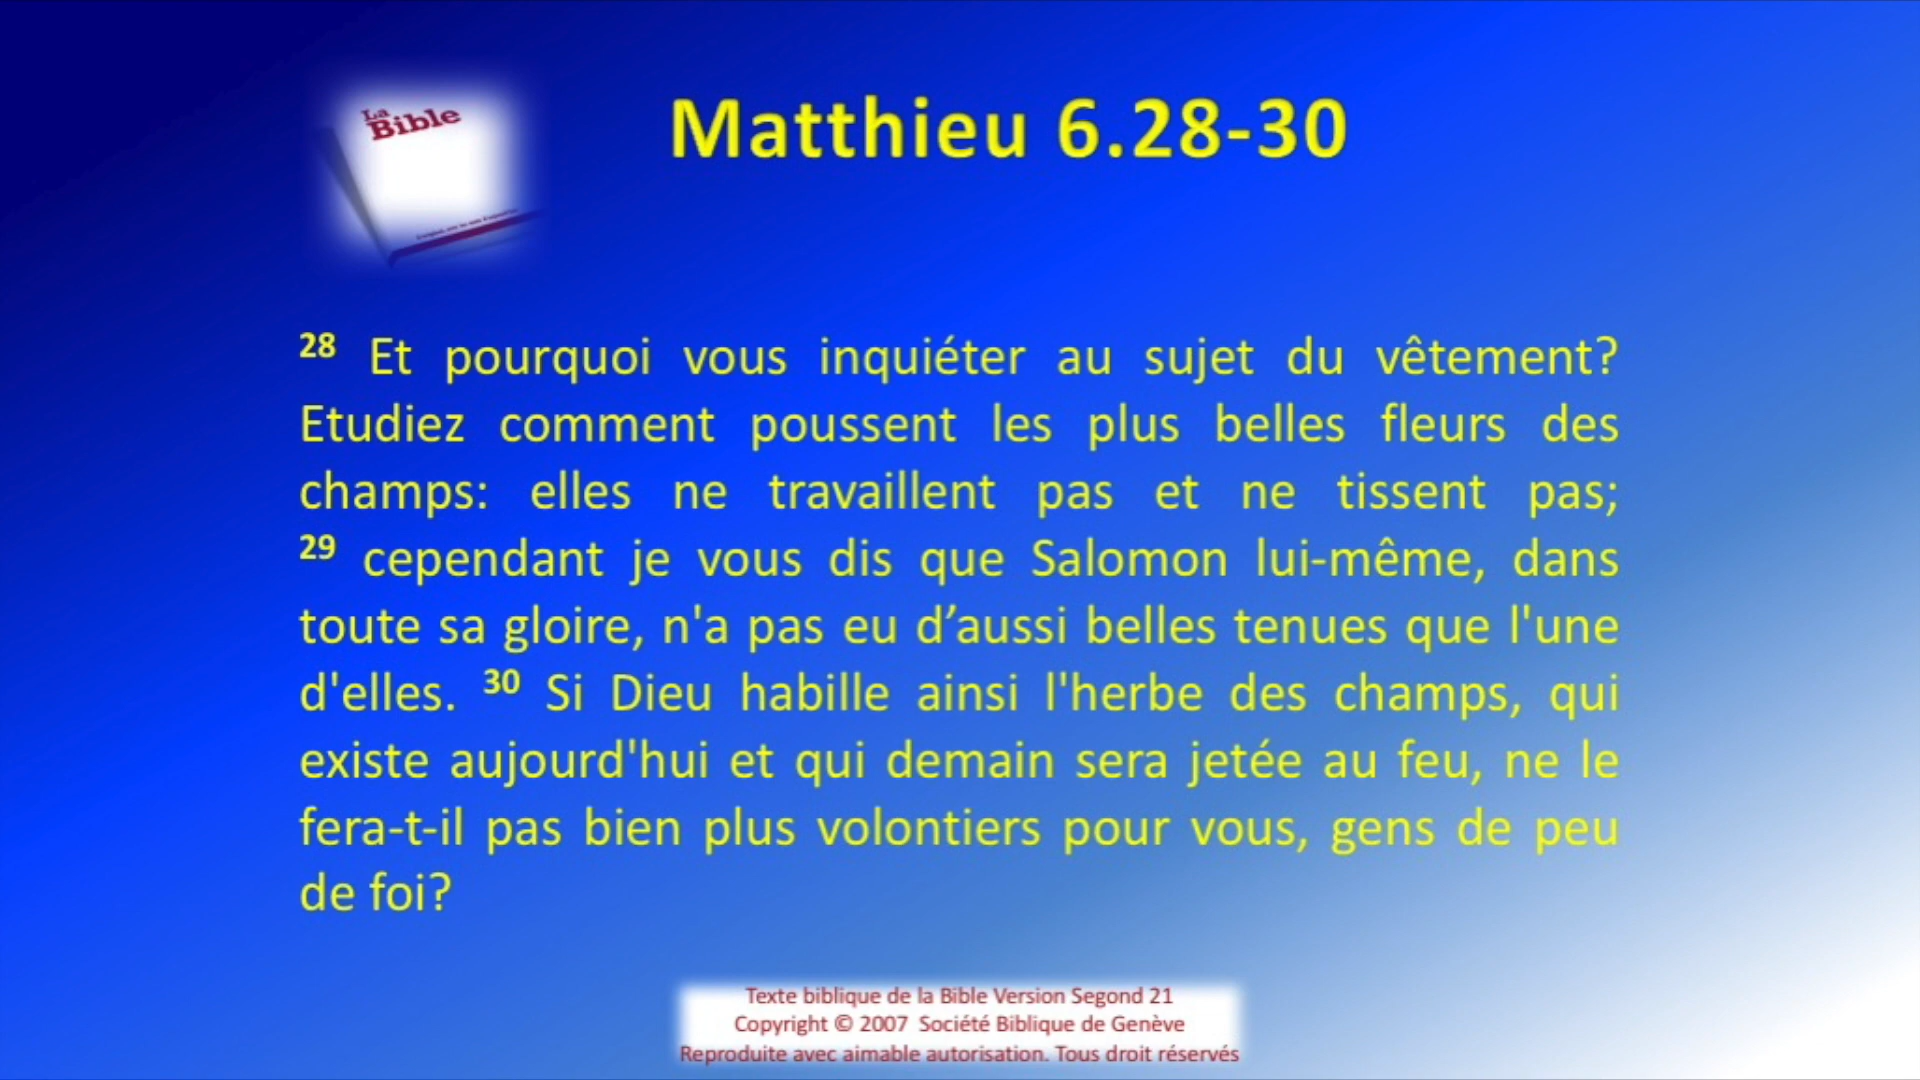 La
Bible
Matthieu 6.28-30
28 Et pourquoi vous inquiéter au sujet du vêtement?
Etudiez comment poussent les plus belles fleurs des
champs: elles ne travaillent pas et ne tissent pas;
29 cependant je vous dis que Salomon lui-même, dans
toute sa gloire, n'a pas eu d’aussi belles tenues que l'une
d'elles. 30 Si Dieu habille ainsi l'herbe des champs, qui
existe aujourd'hui et qui demain sera jetée au feu, ne le
fera-t-il pas bien plus volontiers pour vous, gens de peu
de foi?
Texte biblique de la Bible Version Segond 21
Copyright © 2007 Société Biblique de Genève
Reproduite avec aimable autorisation. Tous droit réservés